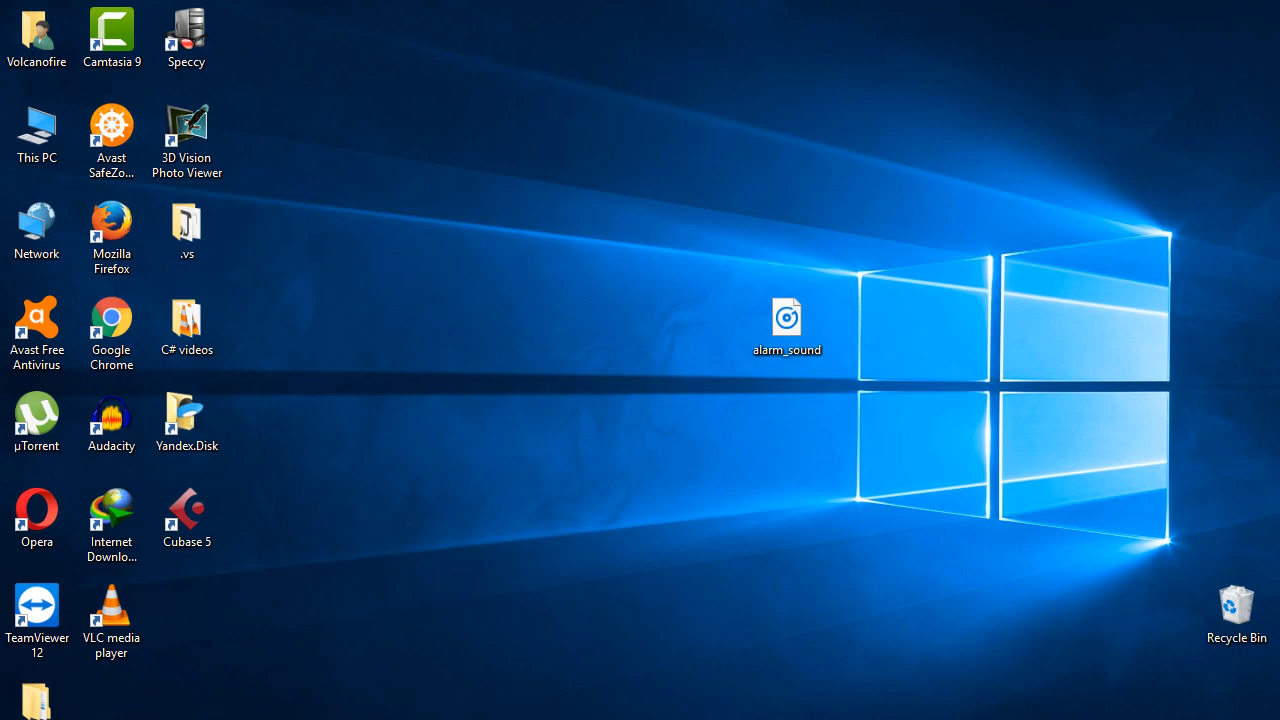 Volcanofire
Camtasia 9
Speccy
This PC
Avast
SafeZo...
3D Vision
Photo Viewer
Network
Mozilla
Firefox
.vs
Avast Free
Antivirus
Google
Chrome
C# videos
alarm_sound
µTorrent
Audacity
Yandex.Disk
Opera
Internet
Downlo...
Cubase 5
TeamViewer
12
VLC media
player
Recycle Bin